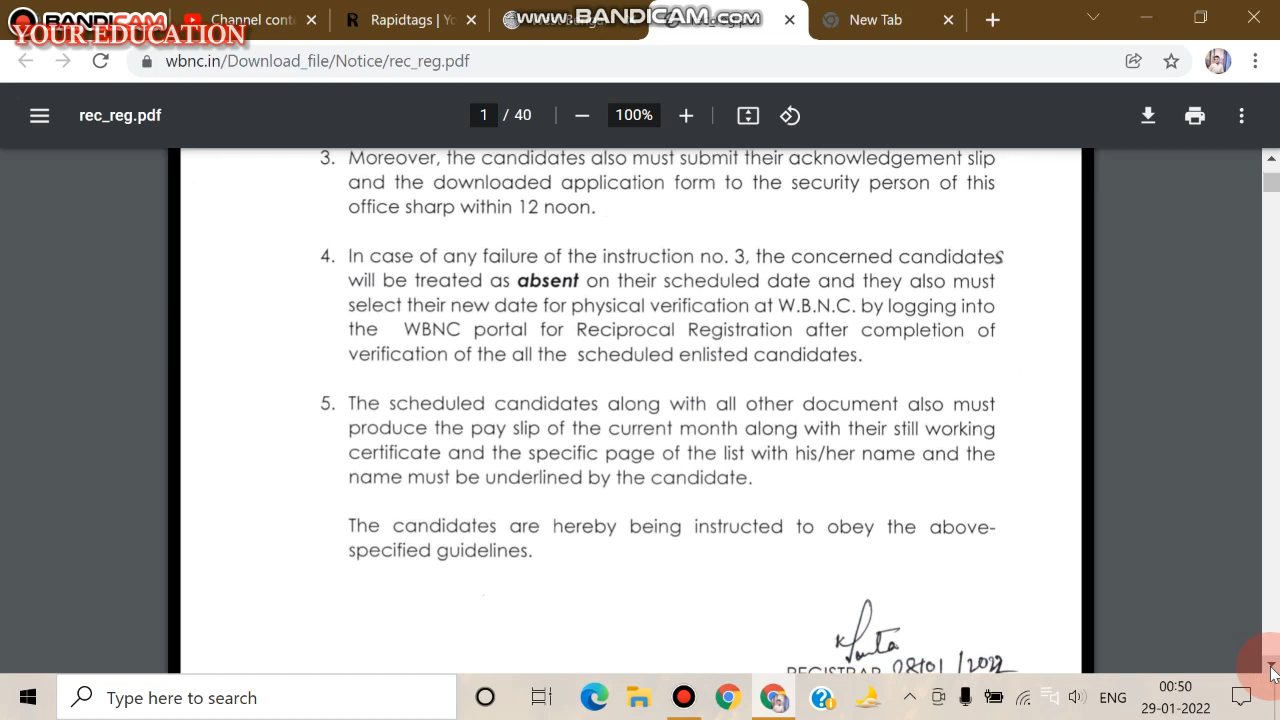 BANDICAM
www.BANDICAM.com
YOUR EDUCATION
Channel cont
Rapidtags | Yo
New Tab
wbnc.in/Download_file/Notice/rec_reg.pdf
rec_reg.pdf
1 / 40
100%
3. Moreover, the candidates also must submit their acknowledgement slip
and the downloaded application form to the security person of this
office sharp within 12 noon.
4. In case of any failure of the instruction no. 3, the concerned candidates
will be treated as absent on their scheduled date and they also must
select their new date for physical verification at W.B.N.C. by logging into
the WBNC portal for Reciprocal Registration after completion of
verification of the all the scheduled enlisted candidates.
5. The scheduled candidates along with all other document also must
produce the pay slip of the current month along with their still working
certificate and the specific page of the list with his/her name and the
name must be underlined by the candidate.
The candidates are hereby being instructed to obey the above-
specified guidelines.
REGISTRAR 28/01/2022
Type here to search
ENG
00:50
29-01-2022